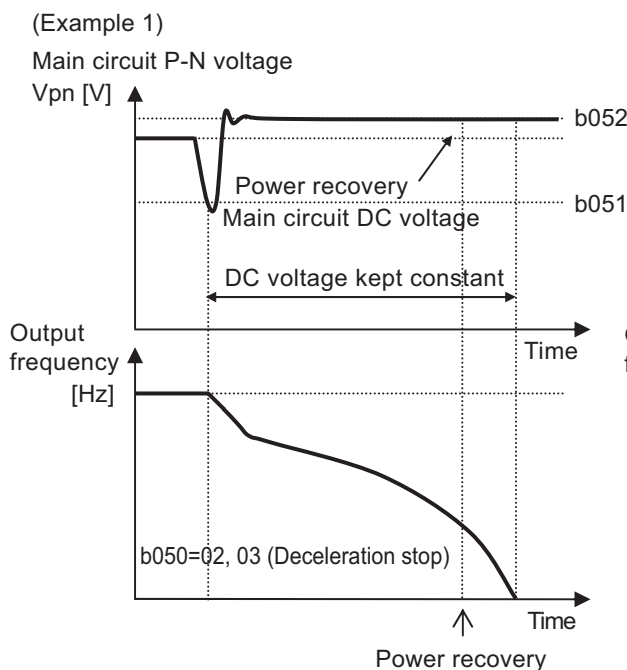 (Example 1)
Main circuit P-N voltage
Vpn [V]
b052
Power recovery
b051
Main circuit DC voltage
DC voltage kept constant
Time
Output
frequency
[Hz]
b050=02, 03 (Deceleration stop)
Time
Power recovery